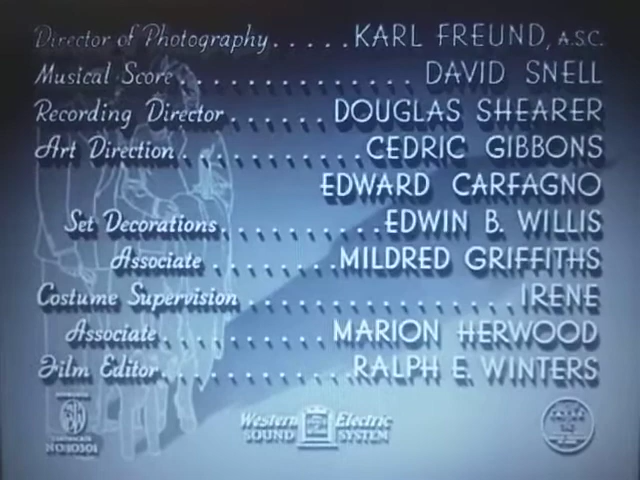 Director of Photography.....KARL FREUND, A.S.C.
Musical Score..............DAVID SNELL
Recording Director......DOUGLAS SHEARER
Art Direction..........CEDRIC GIBBONS
EDWARD CARFAGNO
Set Decorations..........EDWIN B. WILLIS
Associate.......MILDRED GRIFFITHS
Costume Supervision................IRENE
Associate..........MARION HERWOOD
Film Editor...........RALPH E. WINTERS
NO. 10301
Western Electric
SOUND SYSTEM